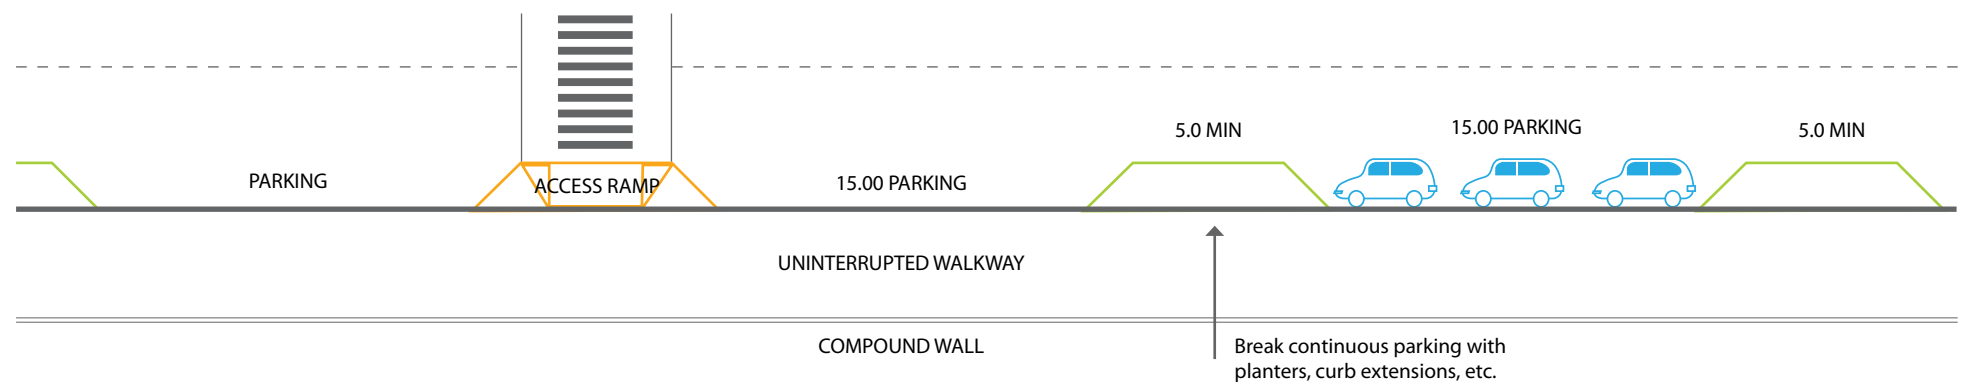 5.0 MIN
15.00 PARKING
5.0 MIN
PARKING
ACCESS RAMP
15.00 PARKING
UNINTERRUPTED WALKWAY
COMPOUND WALL
Break continuous parking with
planters, curb extensions, etc.